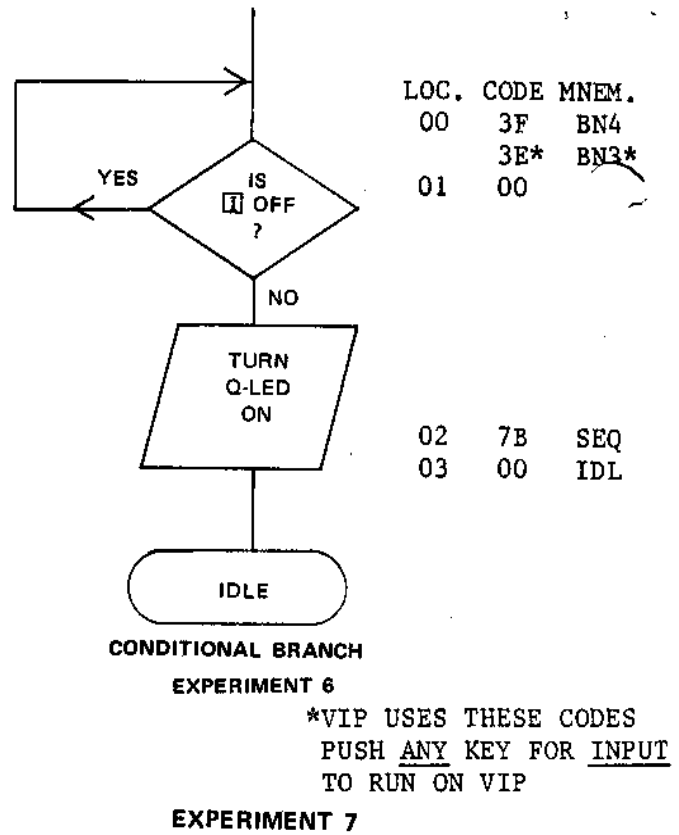 LOC. CODE MNEM.
00 3F BN4
3E* BN3*
01 00
YES
IS
I OFF
?
NO
TURN
Q-LED
ON
02 7B SEQ
03 00 IDL
IDLE
CONDITIONAL BRANCH
EXPERIMENT 6
*VIP USES THESE CODES
PUSH ANY KEY FOR INPUT
TO RUN ON VIP
EXPERIMENT 7